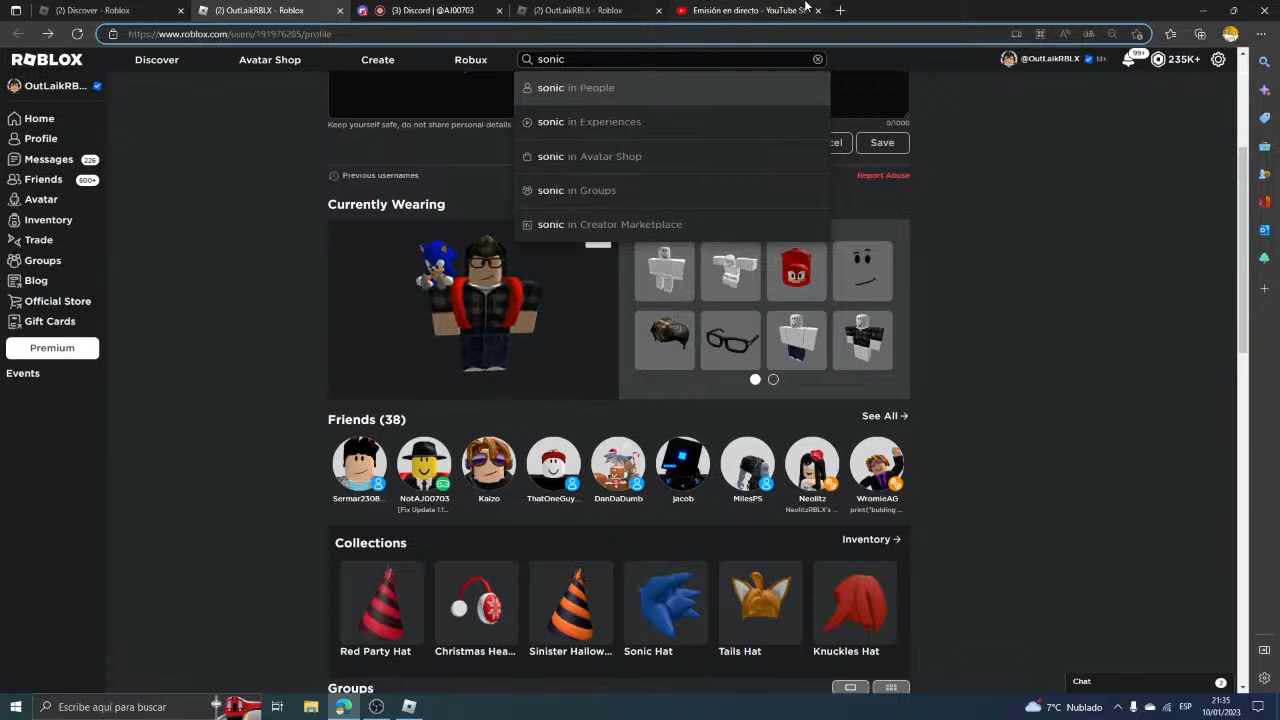 (2) Discover - Roblox
(2) OutLaikRBLX - Roblox
(3) Discord | @AJ00703
(2) OutLaikRBLX - Roblox
Emisión en directo - YouTube St
https://www.roblox.com/users/191976285/profile
ROBLOX
Discover
Avatar Shop
Create
Robux
sonic
@OutLaikRBLX 13+
99+
235K+
sonic in People
sonic in Experiences
sonic in Avatar Shop
sonic in Groups
sonic in Creator Marketplace
OutLaikRB...
Home
Profile
Messages 226
Friends 500+
Avatar
Inventory
Trade
Groups
Blog
Official Store
Gift Cards
Premium
Events
Keep yourself safe, do not share personal details
0/1000
cel
Save
Previous usernames
Report Abuse
Currently Wearing
Friends (38)
See All
Sermar2308...
NotAJ00703
[Fix Update 1.1...
Kaizo
ThatOneGuy...
DanDaDumb
jacob
MilesPS
Neolitz
NeolitzRBLX's ...
WromieAG
print("bulding ...
Collections
Inventory
Red Party Hat
Christmas Hea...
Sinister Hallow...
Sonic Hat
Tails Hat
Knuckles Hat
Groups
Chat
2
Escribe aquí para buscar
7°C Nublado
ESP
21:35
10/01/2023